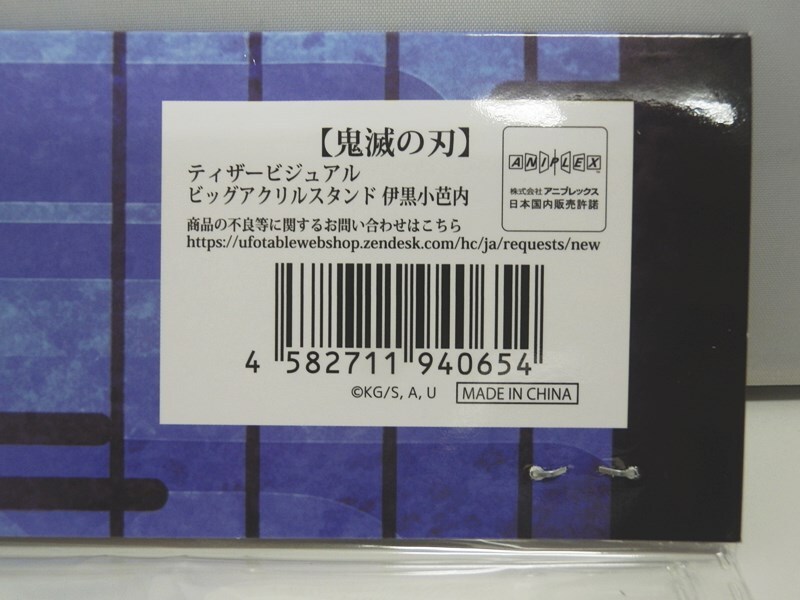 【鬼滅の刃】
ティザービジュアル
ビッグアクリルスタンド 伊黒小芭内
ANIPLEX
株式会社 アニプレックス
日本国内販売許諾
商品の不良等に関するお問い合わせはこちら
https://ufotablewebshop.zendesk.com/hc/ja/requests/new
4 582711 940654
©KG/S, A, U
MADE IN CHINA